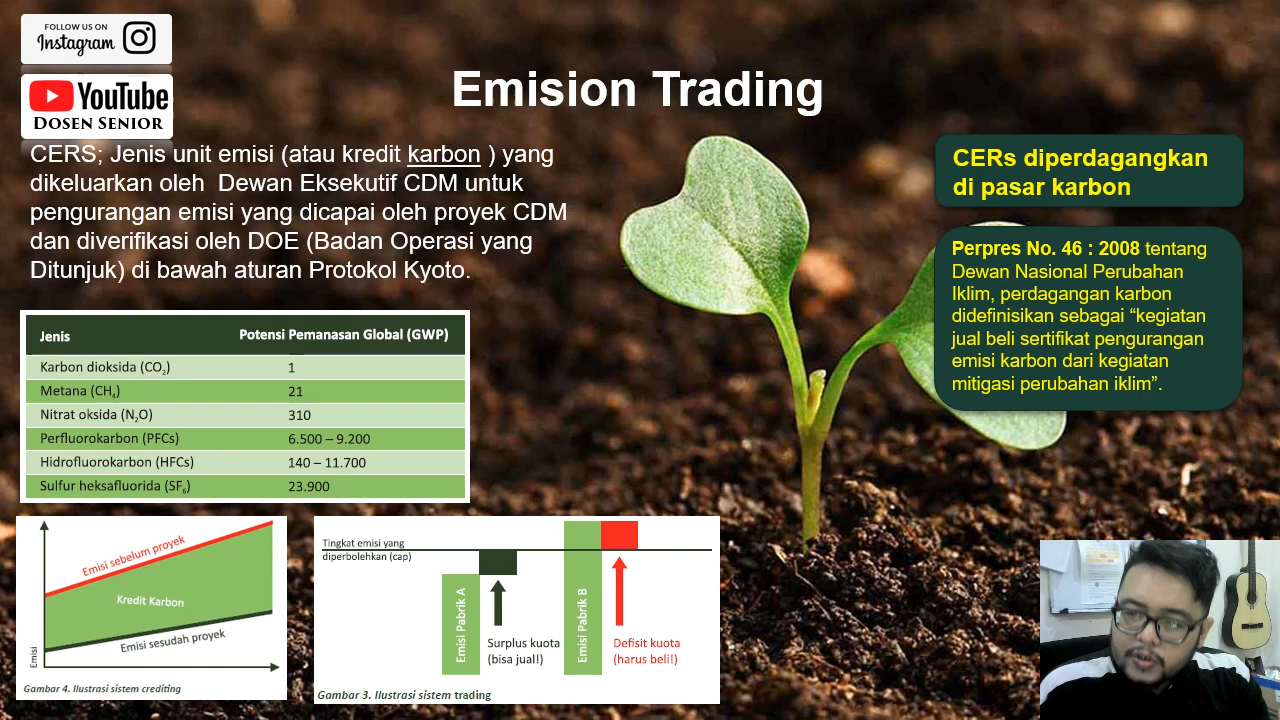 FOLLOW US ON
Instagram
YouTube
DOSEN SENIOR
Emision Trading
CERS; Jenis unit emisi (atau kredit karbon ) yang
dikeluarkan oleh Dewan Eksekutif CDM untuk
pengurangan emisi yang dicapai oleh proyek CDM
dan diverifikasi oleh DOE (Badan Operasi yang
Ditunjuk) di bawah aturan Protokol Kyoto.
CERs diperdagangkan
di pasar karbon
Perpres No. 46 : 2008 tentang
Dewan Nasional Perubahan
Iklim, perdagangan karbon
didefinisikan sebagai “kegiatan
jual beli sertifikat pengurangan
emisi karbon dari kegiatan
mitigasi perubahan iklim”.
Jenis Potensi Pemanasan Global (GWP)
Karbon dioksida (CO₂) 1
Metana (CH₄) 21
Nitrat oksida (N₂O) 310
Perfluorokarbon (PFCs) 6.500 – 9.200
Hidrofluorokarbon (HFCs) 140 – 11.700
Sulfur heksafluorida (SF₆) 23.900
Emisi sebelum proyek
Kredit Karbon
Emisi sesudah proyek
Emisi
Gambar 4. Ilustrasi sistem crediting
Tingkat emisi yang
diperbolehkan (cap)
Emisi Pabrik A
Surplus kuota
(bisa jual!)
Emisi Pabrik B
Defisit kuota
(harus beli!)
Gambar 3. Ilustrasi sistem trading